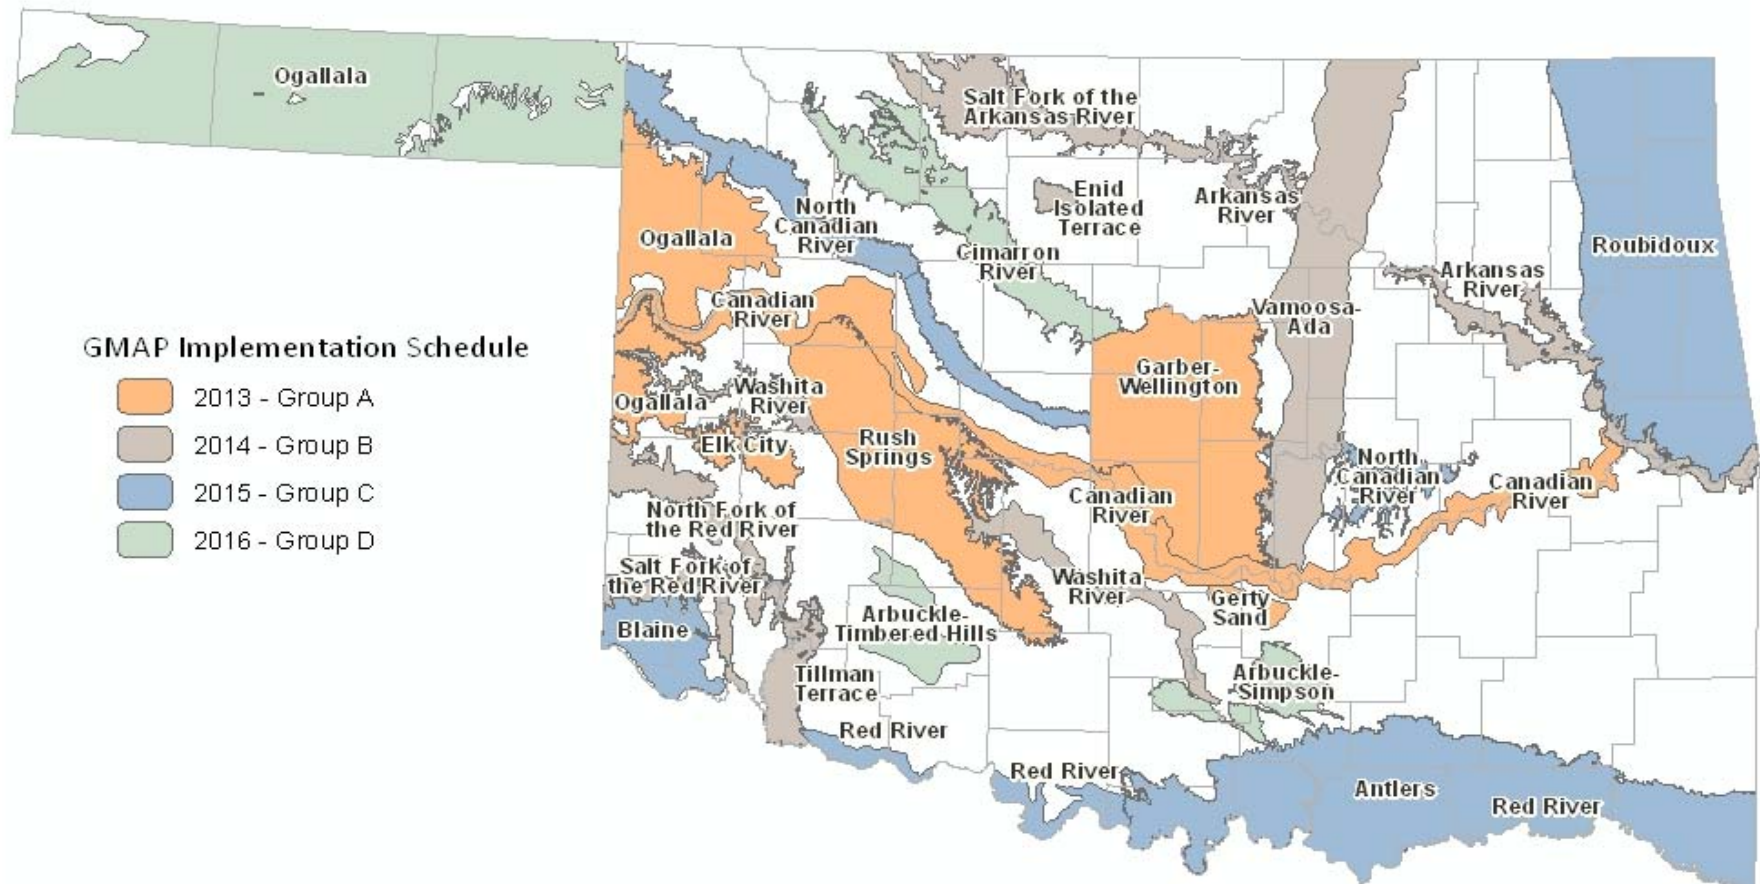 Ogallala
Salt Fork of the
Arkansas River
Enid
Isolated
Terrace
Arkansas
River
North
Canadian
River
Ogallala
Cimarron
River
Roubidoux
Arkansas
River
Canadian
River
Vamoosa-
Ada
GMAP Implementation Schedule
2013 - Group A
2014 - Group B
2015 - Group C
2016 - Group D
Garber-
Wellington
Washita
River
Ogallala
Elk City
Rush
Springs
North
Canadian
River
Canadian
River
Canadian
River
North Fork of
the Red River
Salt Fork of
the Red River
Washita
River
Gerty
Sand
Blaine
Arbuckle-
Timbered Hills
Tillman
Terrace
Arbuckle-
Simpson
Red River
Red River
Antlers
Red River